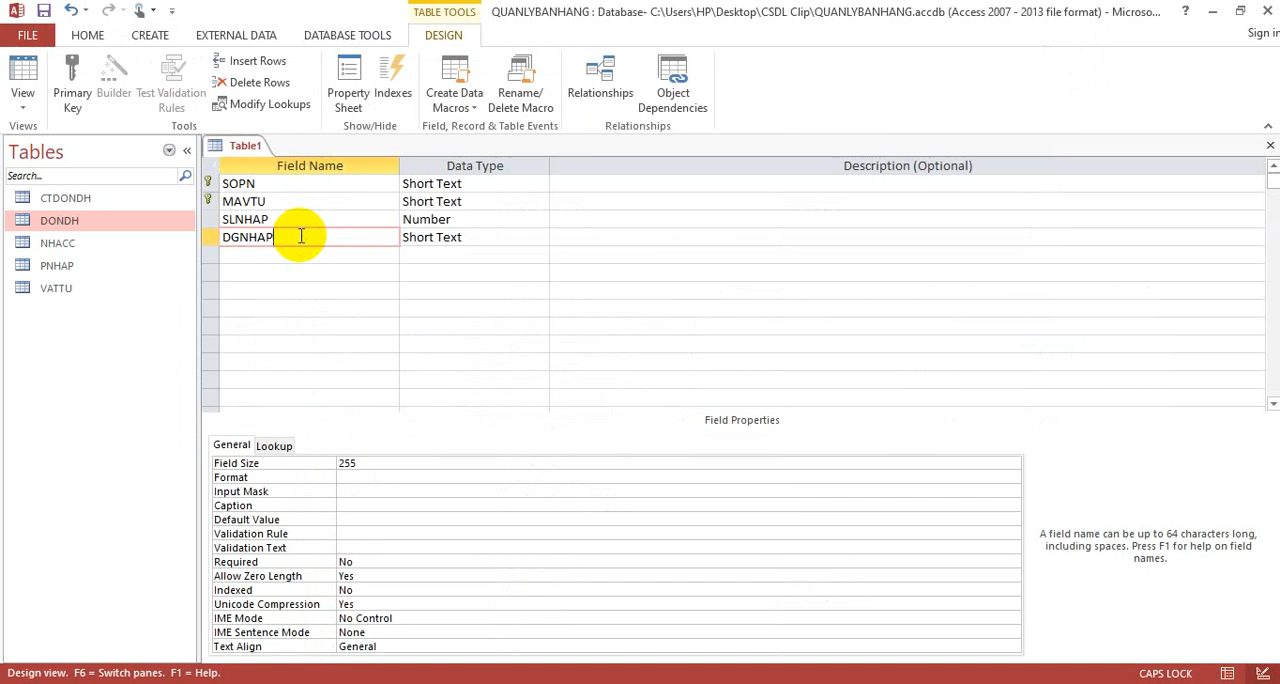 TABLE TOOLS
QUANLYBANHANG : Database- C:\Users\HP\Desktop\CSDL Clip\QUANLYBANHANG.accdb (Access 2007 - 2013 file format) - Microso...
FILE HOME CREATE EXTERNAL DATA DATABASE TOOLS DESIGN Sign in
View
Primary Key
Builder
Test Validation Rules
Insert Rows
Delete Rows
Modify Lookups
Property Sheet
Indexes
Create Data Macros
Rename/ Delete Macro
Relationships
Object Dependencies
Views Tools Show/Hide Field, Record & Table Events Relationships
Tables
Search...
CTDONDH
DONDH
NHACC
PNHAP
VATTU
Table1
Field Name Data Type Description (Optional)
SOPN Short Text
MAVTU Short Text
SLNHAP Number
DGNHAP Short Text
Field Properties
General Lookup
Field Size 255
Format
Input Mask
Caption
Default Value
Validation Rule
Validation Text
Required No
Allow Zero Length Yes
Indexed No
Unicode Compression Yes
IME Mode No Control
IME Sentence Mode None
Text Align General
A field name can be up to 64 characters long,
including spaces. Press F1 for help on field
names.
Design view. F6 = Switch panes. F1 = Help. CAPS LOCK